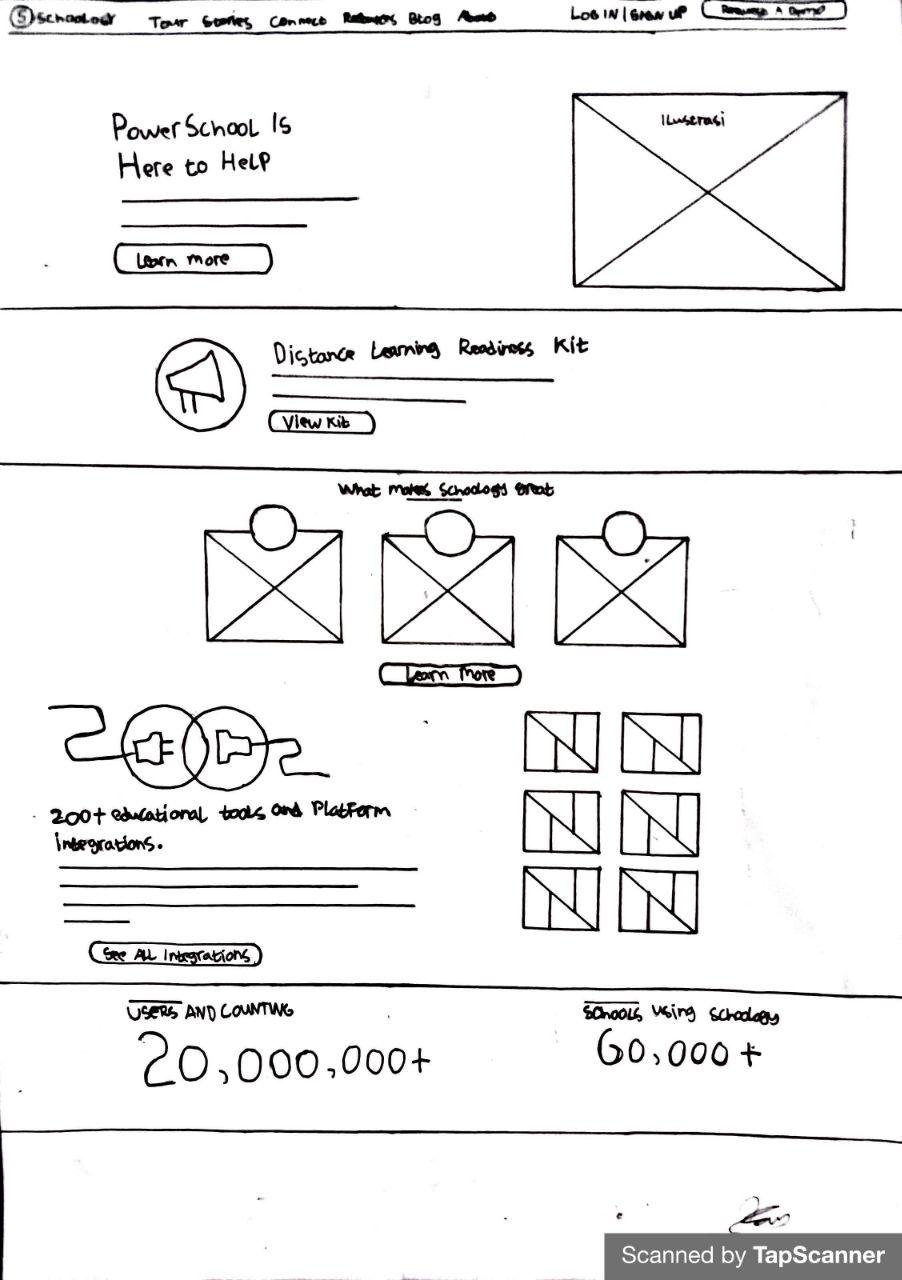 S Schoology Tour Stories Connect Resources Blog About LOG IN | SIGN UP REQUEST A DEMO
PowerSchool Is
Here to Help
Learn more
Iluserasi
Distance Learning Readiness Kit
View Kit
What makes Schoology Great
Learn More
200+ educational tools and Platform
integrations.
See ALL Integrations
USERS AND COUNTING
20,000,000+
SCHOOLS Using Schoology
60,000+
Scanned by TapScanner